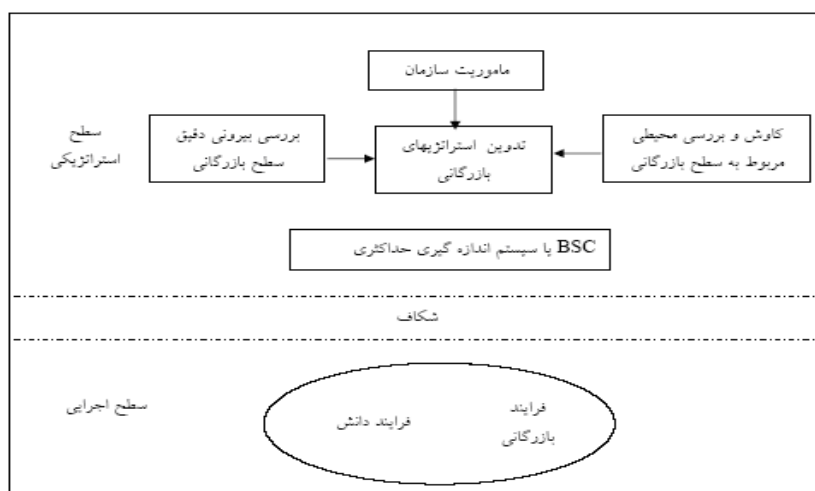 ماموریت سازمان
کاوش و بررسی محیطی
مربوط به سطح بازرگانی
تدوین استراتژیهای
بازرگانی
بررسی بیرونی دقیق
سطح بازرگانی
سطح
استراتژیکی
BSC یا سیستم اندازه گیری حداکثری
شکاف
سطح اجرایی
فرایند
بازرگانی
فرایند دانش